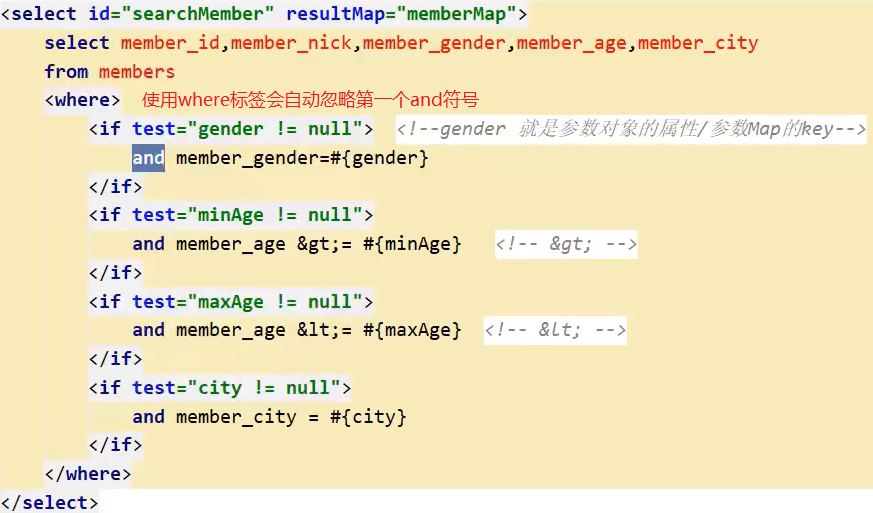 <select id="searchMember" resultMap="memberMap">
select member_id,member_nick,member_gender,member_age,member_city
from members
<where> 使用where标签会自动忽略第一个and符号
<if test="gender != null"> <!--gender 就是参数对象的属性/参数Map的key-->
and member_gender=#{gender}
</if>
<if test="minAge != null">
and member_age &gt;= #{minAge} <!-- &gt; -->
</if>
<if test="maxAge != null">
and member_age &lt;= #{maxAge} <!-- &lt; -->
</if>
<if test="city != null">
and member_city = #{city}
</if>
</where>
</select>